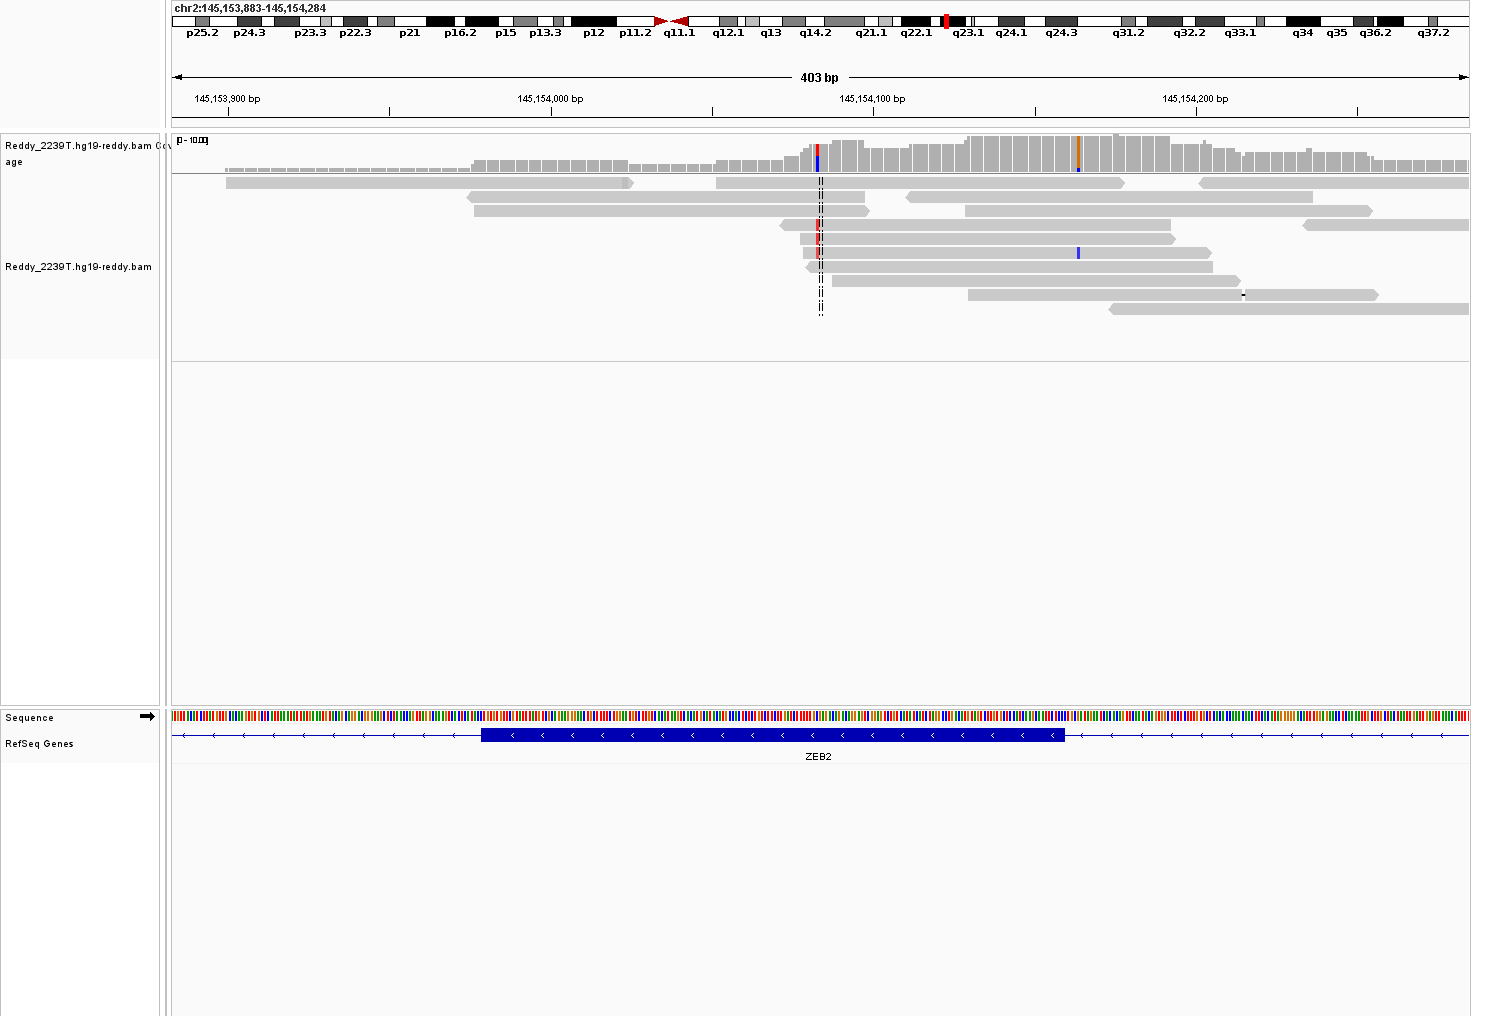 chr2:145,153,883-145,154,284
p25.2 p24.3 p23.3 p22.3 p21 p16.2 p15 p13.3 p12 p11.2 q11.1 q12.1 q13 q14.2 q21.1 q22.1 q23.1 q24.1 q24.3 q31.2 q32.2 q33.1 q34 q35 q36.2 q37.2
403 bp
145,153,900 bp 145,154,000 bp 145,154,100 bp 145,154,200 bp
Reddy_2239T.hg19-reddy.bam Cov
age
[0 - 10.00]
Reddy_2239T.hg19-reddy.bam
Sequence
RefSeq Genes
ZEB2